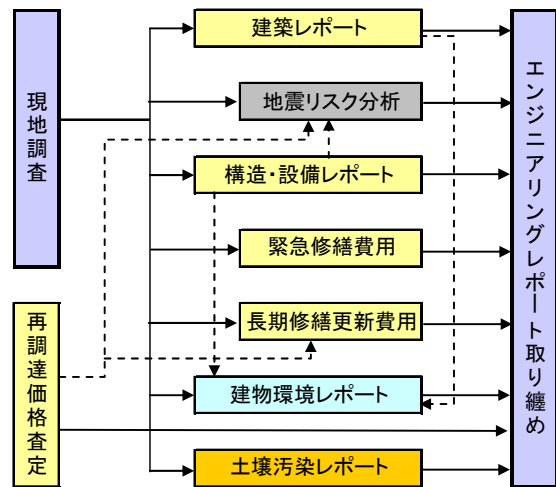 現地調査
再調達価格査定
建築レポート
地震リスク分析
構造・設備レポート
緊急修繕費用
長期修繕更新費用
建物環境レポート
土壌汚染レポート
エンジニアリングレポート取り纏め